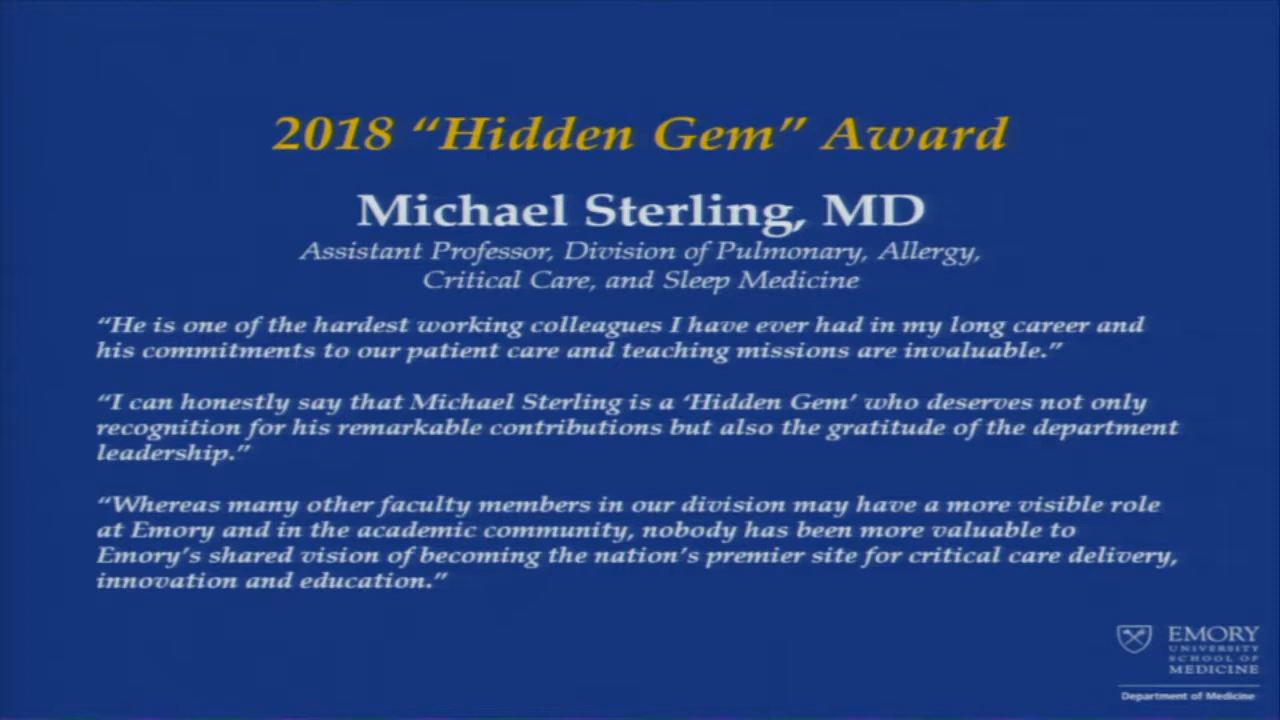 2018 “Hidden Gem” Award
Michael Sterling, MD
Assistant Professor, Division of Pulmonary, Allergy,
Critical Care, and Sleep Medicine
“He is one of the hardest working colleagues I have ever had in my long career and
his commitments to our patient care and teaching missions are invaluable.”
“I can honestly say that Michael Sterling is a ‘Hidden Gem’ who deserves not only
recognition for his remarkable contributions but also the gratitude of the department
leadership.”
“Whereas many other faculty members in our division may have a more visible role
at Emory and in the academic community, nobody has been more valuable to
Emory’s shared vision of becoming the nation’s premier site for critical care delivery,
innovation and education.”
EMORY
UNIVERSITY
SCHOOL OF
MEDICINE
Department of Medicine